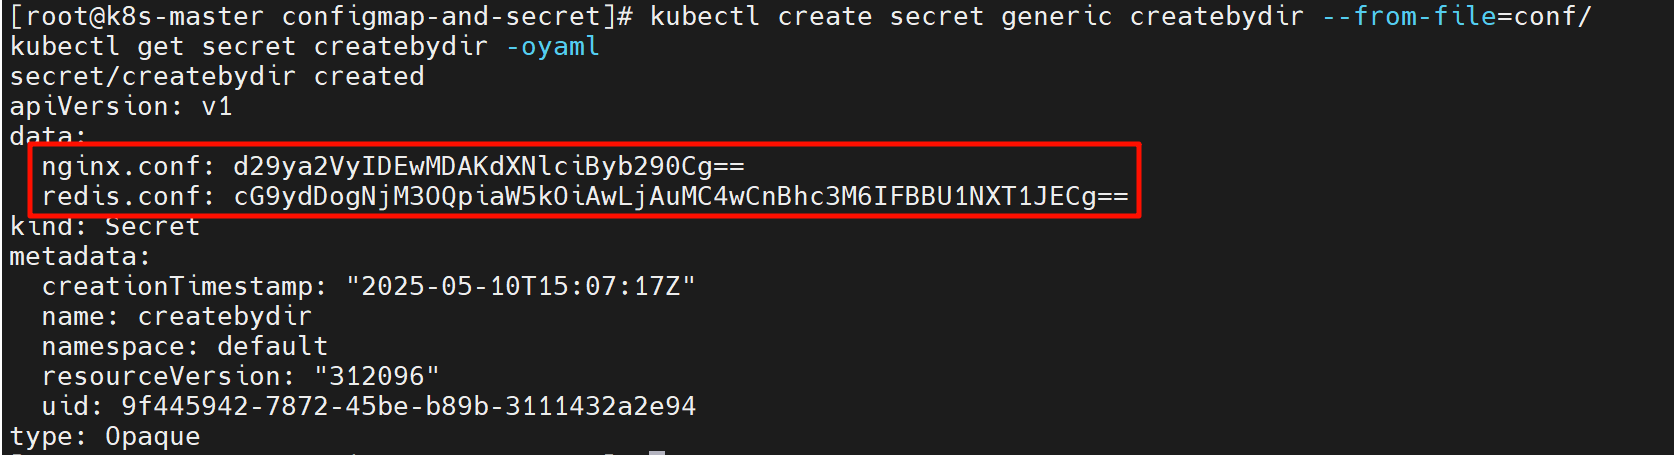 [root@k8s-master configmap-and-secret]# kubectl create secret generic createbydir --from-file=conf/
kubectl get secret createbydir -oyaml
secret/createbydir created
apiVersion: v1
data:
  nginx.conf: d29ya2VyIDEwMDAKdXNlciByb290Cg==
  redis.conf: cG9ydDogNjM3OQpiaW5kOiAwLjAuMC4wCnBhc3M6IFBBU1NXT1JECg==
kind: Secret
metadata:
  creationTimestamp: "2025-05-10T15:07:17Z"
  name: createbydir
  namespace: default
  resourceVersion: "312096"
  uid: 9f445942-7872-45be-b89b-3111432a2e94
type: Opaque